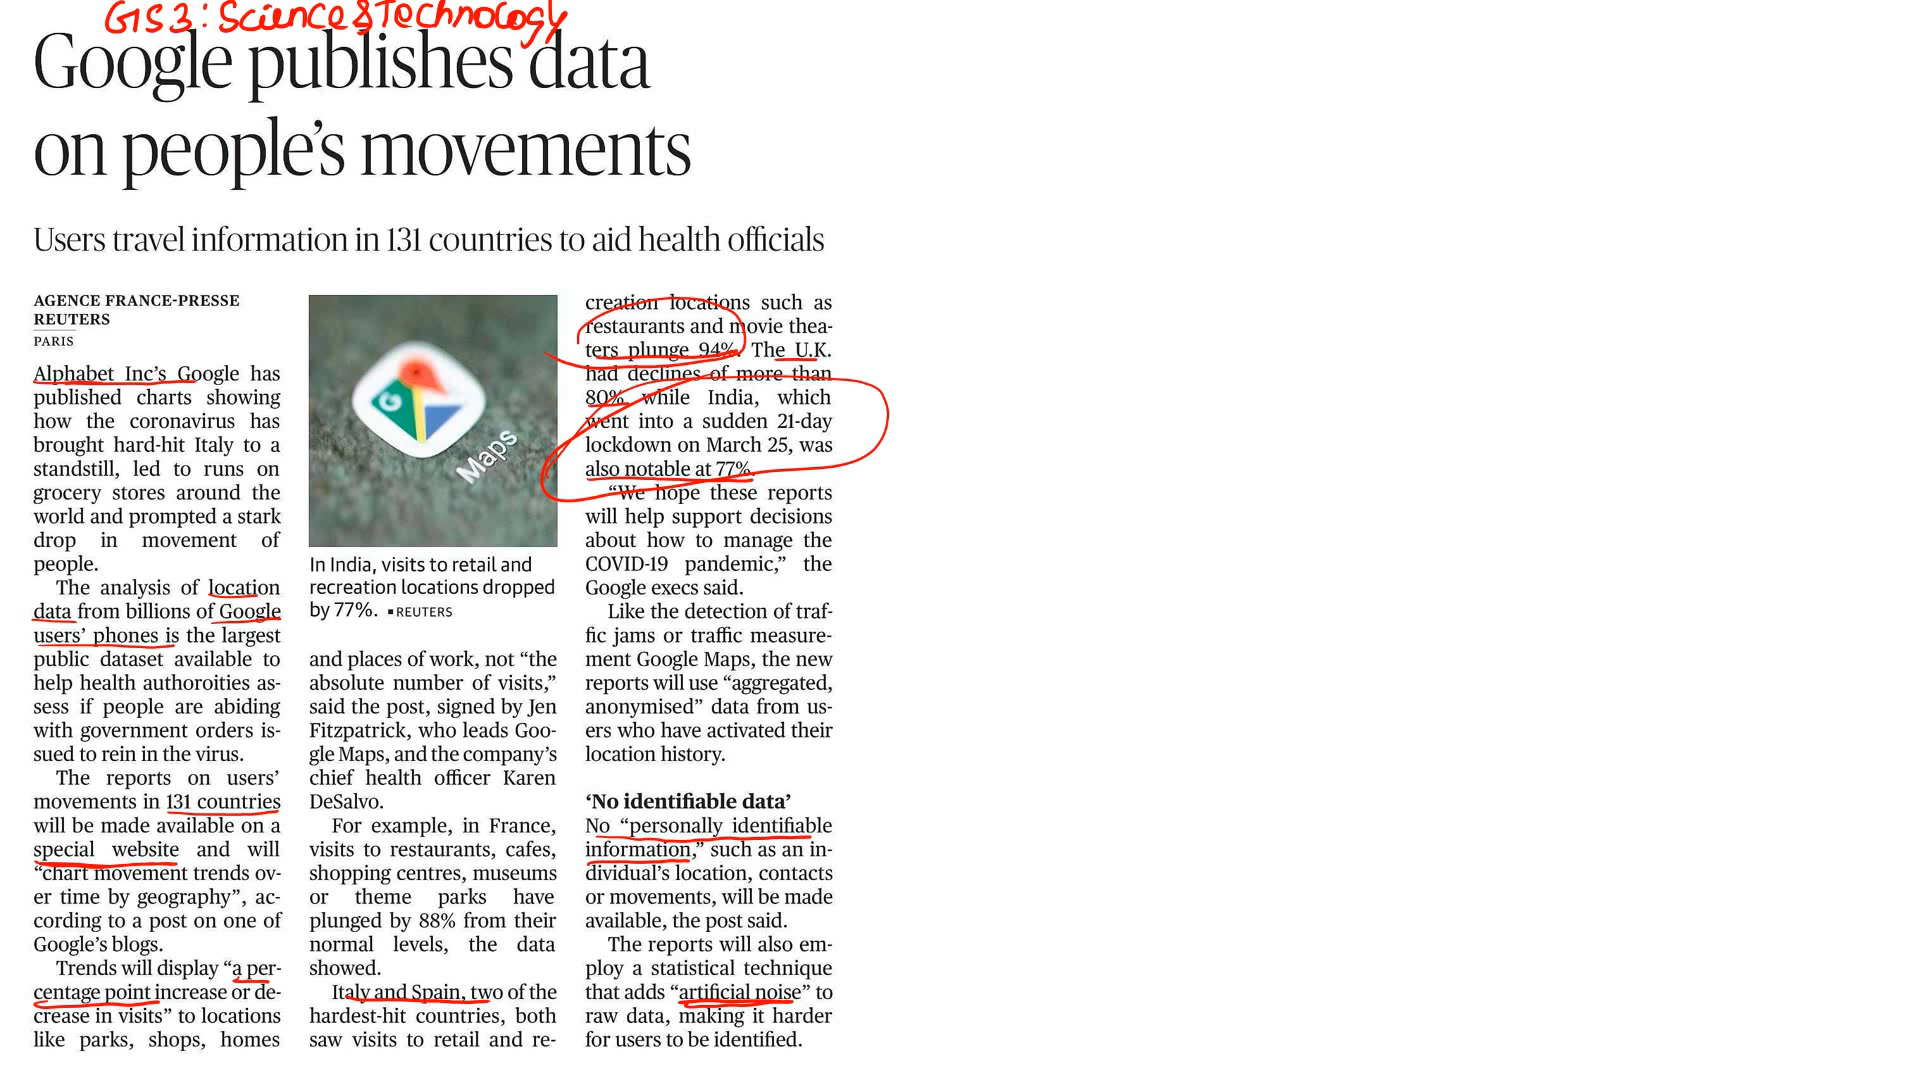 GS3: Science & Technology
Google publishes data
on people's movements
Users travel information in 131 countries to aid health officials
AGENCE FRANCE-PRESSE
REUTERS
PARIS
Alphabet Inc's Google has
published charts showing
how the coronavirus has
brought hard-hit Italy to a
standstill, led to runs on
grocery stores around the
world and prompted a stark
drop in movement of
people.
The analysis of location
data from billions of Google
users' phones is the largest
public dataset available to
help health authoroities as-
sess if people are abiding
with government orders is-
sued to rein in the virus.
The reports on users'
movements in 131 countries
will be made available on a
special website and will
“chart movement trends ov-
er time by geography”, ac-
cording to a post on one of
Google's blogs.
Trends will display “a per-
centage point increase or de-
crease in visits” to locations
like parks, shops, homes
G
Maps
In India, visits to retail and
recreation locations dropped
by 77%. ▪REUTERS
and places of work, not “the
absolute number of visits,”
said the post, signed by Jen
Fitzpatrick, who leads Goo-
gle Maps, and the company's
chief health officer Karen
DeSalvo.
For example, in France,
visits to restaurants, cafes,
shopping centres, museums
or theme parks have
plunged by 88% from their
normal levels, the data
showed.
Italy and Spain, two of the
hardest-hit countries, both
saw visits to retail and re-
creation locations such as
restaurants and movie thea-
ters plunge 94%. The U.K.
had declines of more than
80% while India, which
went into a sudden 21-day
lockdown on March 25, was
also notable at 77%.
“We hope these reports
will help support decisions
about how to manage the
COVID-19 pandemic,” the
Google execs said.
Like the detection of traf-
fic jams or traffic measure-
ment Google Maps, the new
reports will use “aggregated,
anonymised” data from us-
ers who have activated their
location history.
‘No identifiable data’
No “personally identifiable
information,” such as an in-
dividual's location, contacts
or movements, will be made
available, the post said.
The reports will also em-
ploy a statistical technique
that adds “artificial noise” to
raw data, making it harder
for users to be identified.